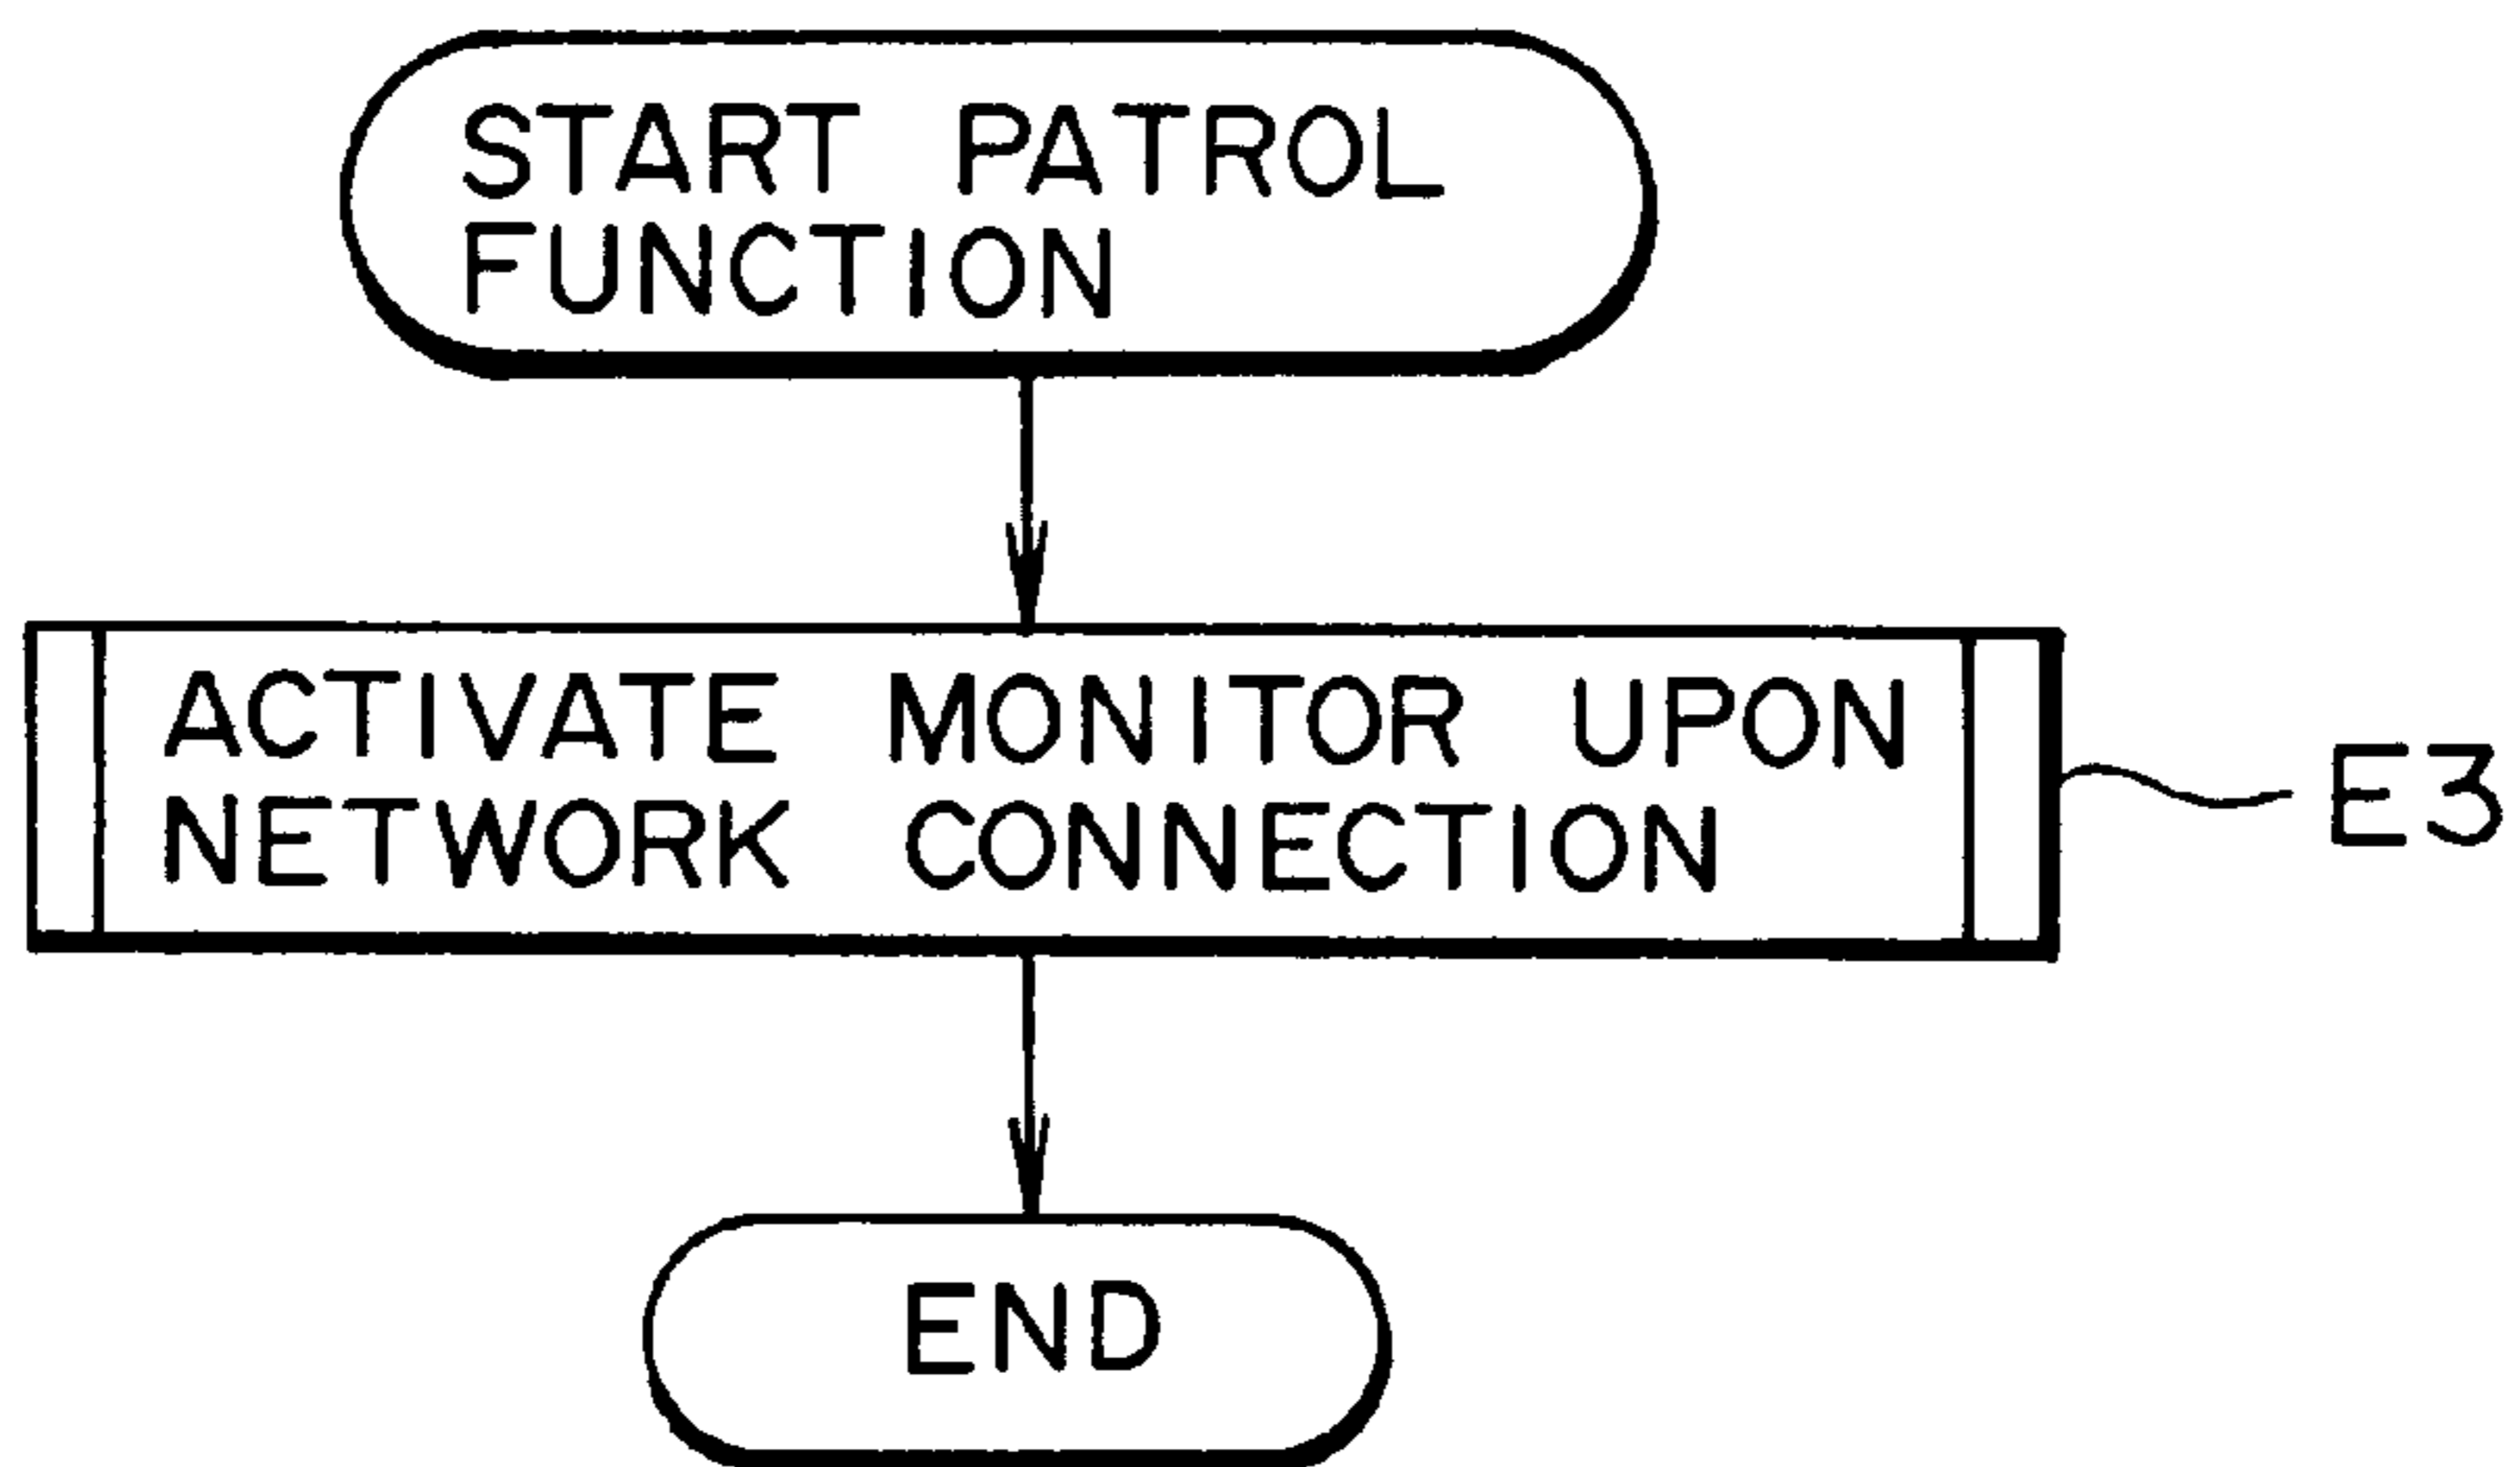 START PATROL
FUNCTION
ACTIVATE MONITOR UPON
NETWORK CONNECTION
E3
END